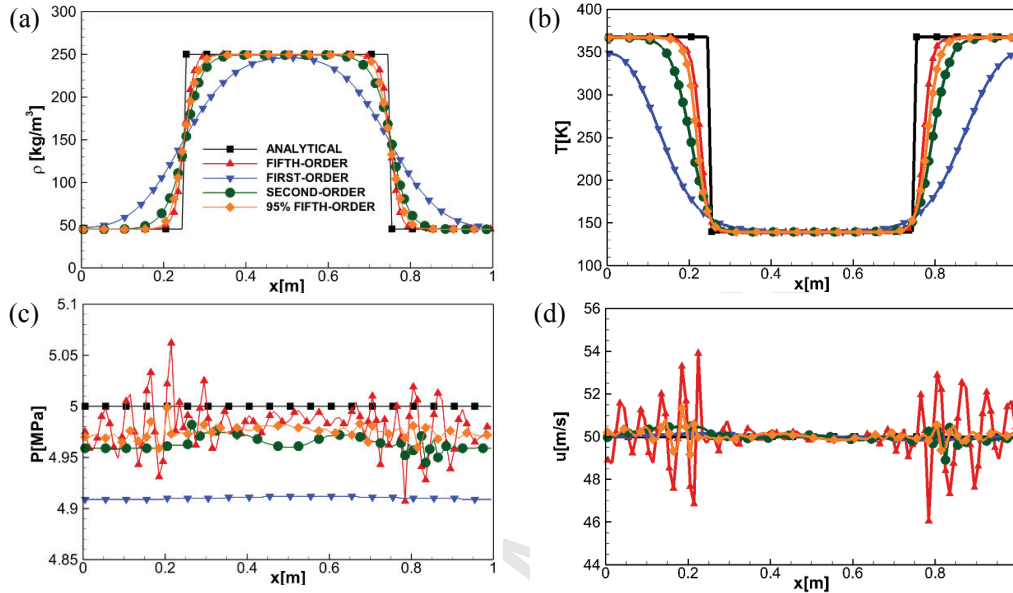 (a)
ρ [kg/m³]
300
250
200
150
100
50
0
ANALYTICAL
FIFTH-ORDER
FIRST-ORDER
SECOND-ORDER
95% FIFTH-ORDER
0 0.2 0.4 0.6 0.8 1
x[m]
(b)
T[K]
400
350
300
250
200
150
100
0 0.2 0.4 0.6 0.8
x[m]
(c)
P[MPa]
5.1
5.05
5
4.95
4.9
4.85
0 0.2 0.4 0.6 0.8 1
x[m]
(d)
u[m/s]
56
54
52
50
48
46
44
0 0.2 0.4 0.6 0.8
x[m]